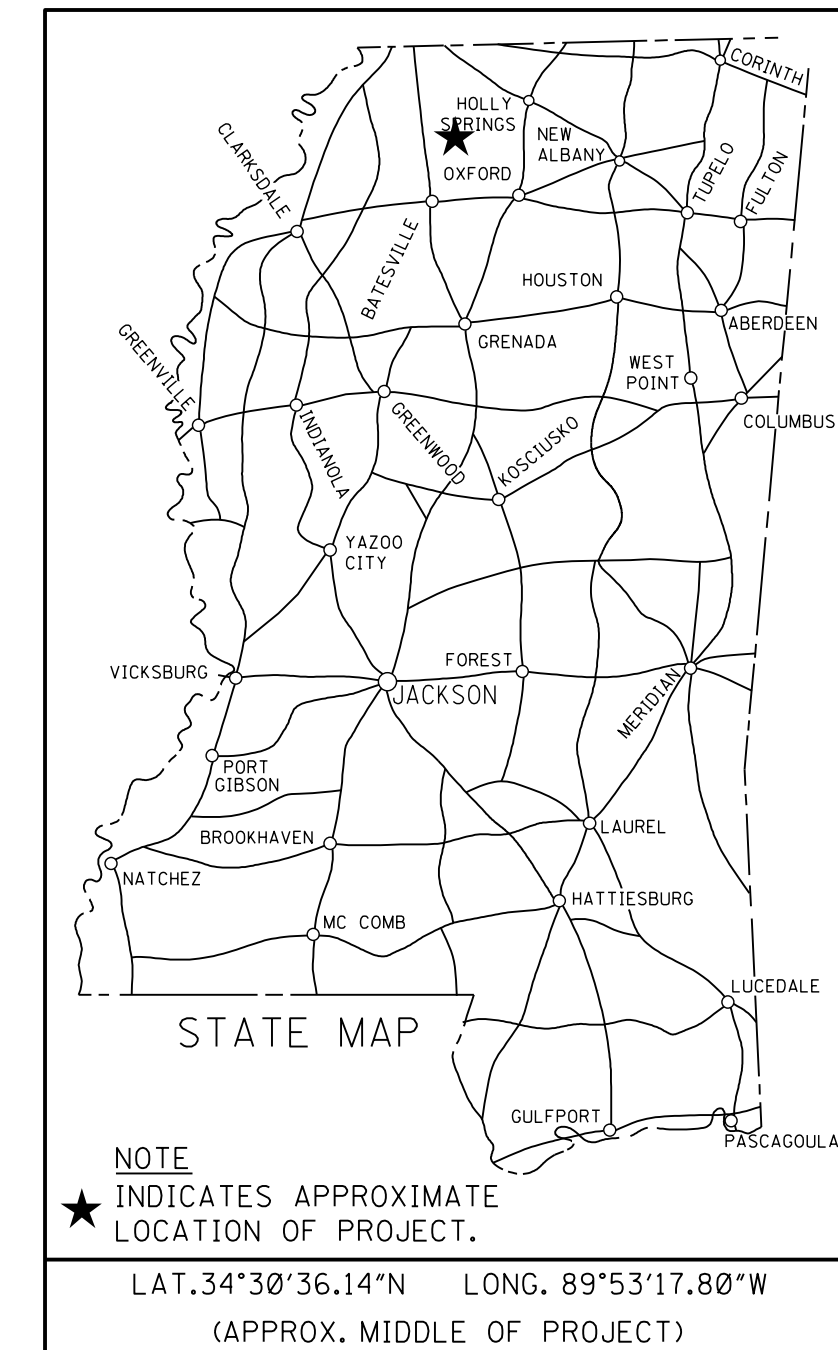 CORINTH
HOLLY
SPRINGS
NEW
ALBANY
OXFORD
CLARKSDALE
TUPELO
FULTON
BATESVILLE
HOUSTON
ABERDEEN
GRENADA
GREENVILLE
WEST
POINT
COLUMBUS
INDIANOLA
GREENWOOD
KOSCIUSKO
YAZOO
CITY
VICKSBURG
FOREST
JACKSON
MERIDIAN
PORT
GIBSON
BROOKHAVEN
LAUREL
NATCHEZ
HATTIESBURG
MC COMB
LUCEDALE
STATE MAP
GULFPORT
PASCAGOULA
NOTE
INDICATES APPROXIMATE
LOCATION OF PROJECT.
LAT.34°30'36.14"N LONG. 89°53'17.80"W
(APPROX. MIDDLE OF PROJECT)